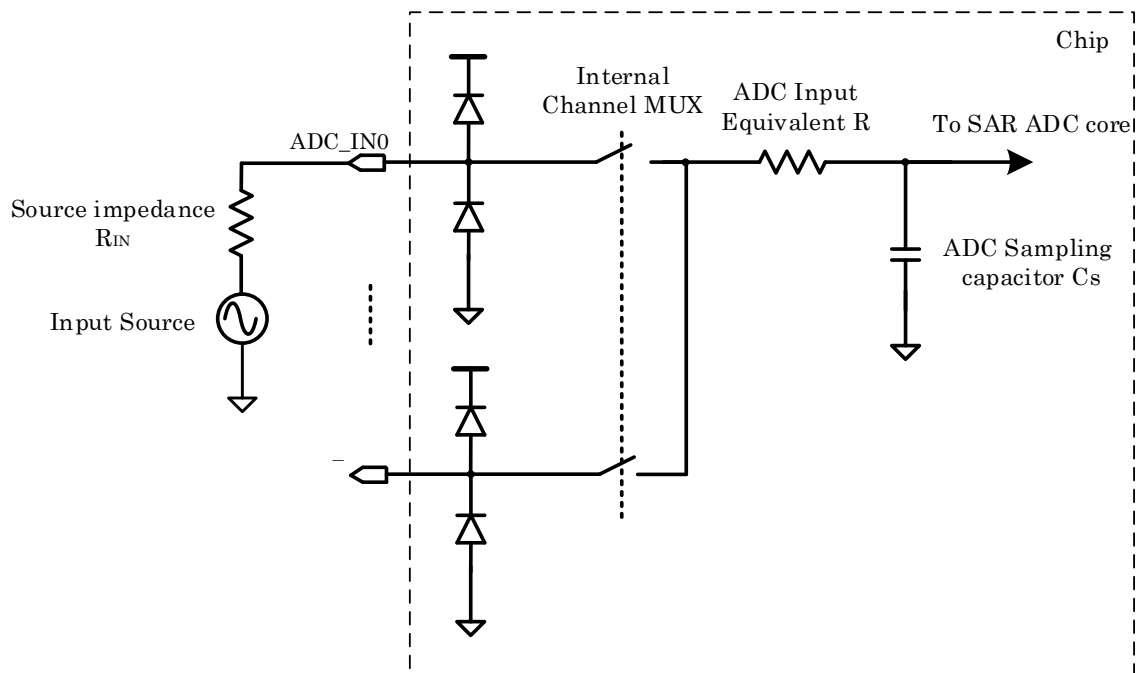 Chip
Internal
Channel MUX
ADC Input
Equivalent R
To SAR ADC core
ADC_IN0
Source impedance
RIN
ADC Sampling
capacitor Cs
Input Source
–